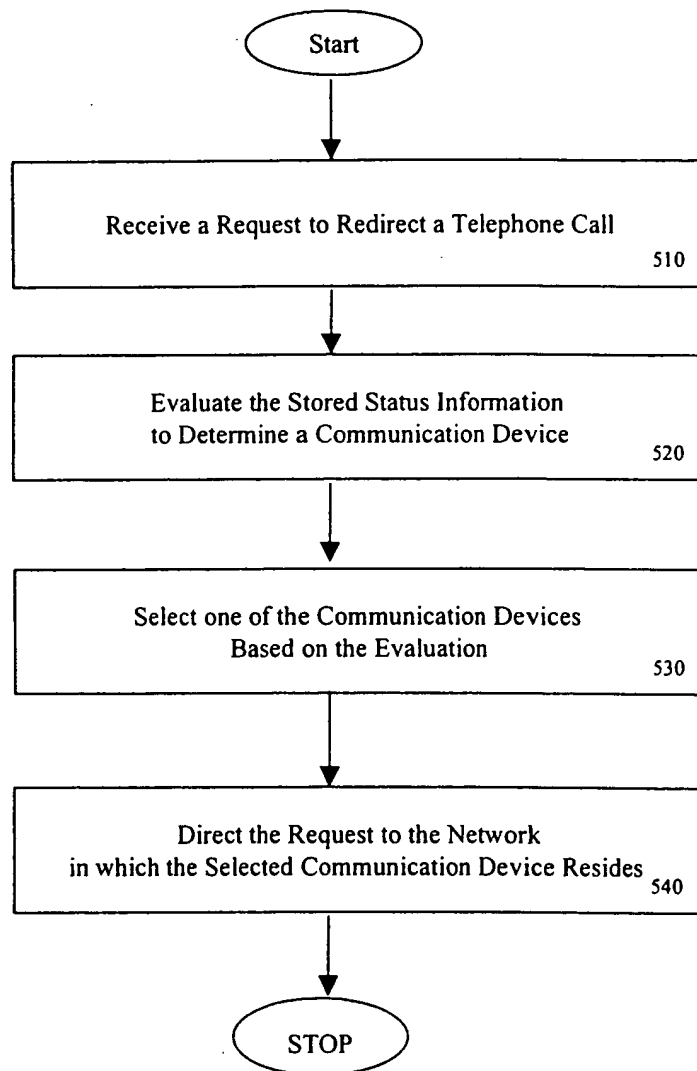 Start
Receive a Request to Redirect a Telephone Call
510
Evaluate the Stored Status Information
to Determine a Communication Device
520
Select one of the Communication Devices
Based on the Evaluation
530
Direct the Request to the Network
in which the Selected Communication Device Resides
540
STOP